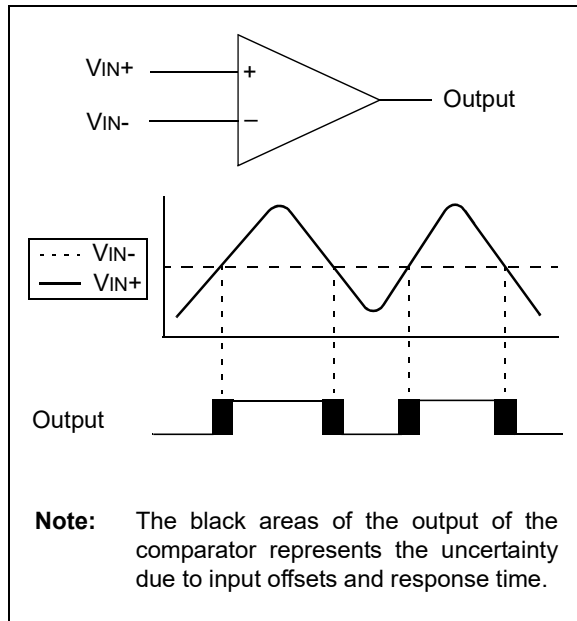 VIN+
+
Output
VIN-
–
VIN-
VIN+
Output
Note: The black areas of the output of the
comparator represents the uncertainty
due to input offsets and response time.